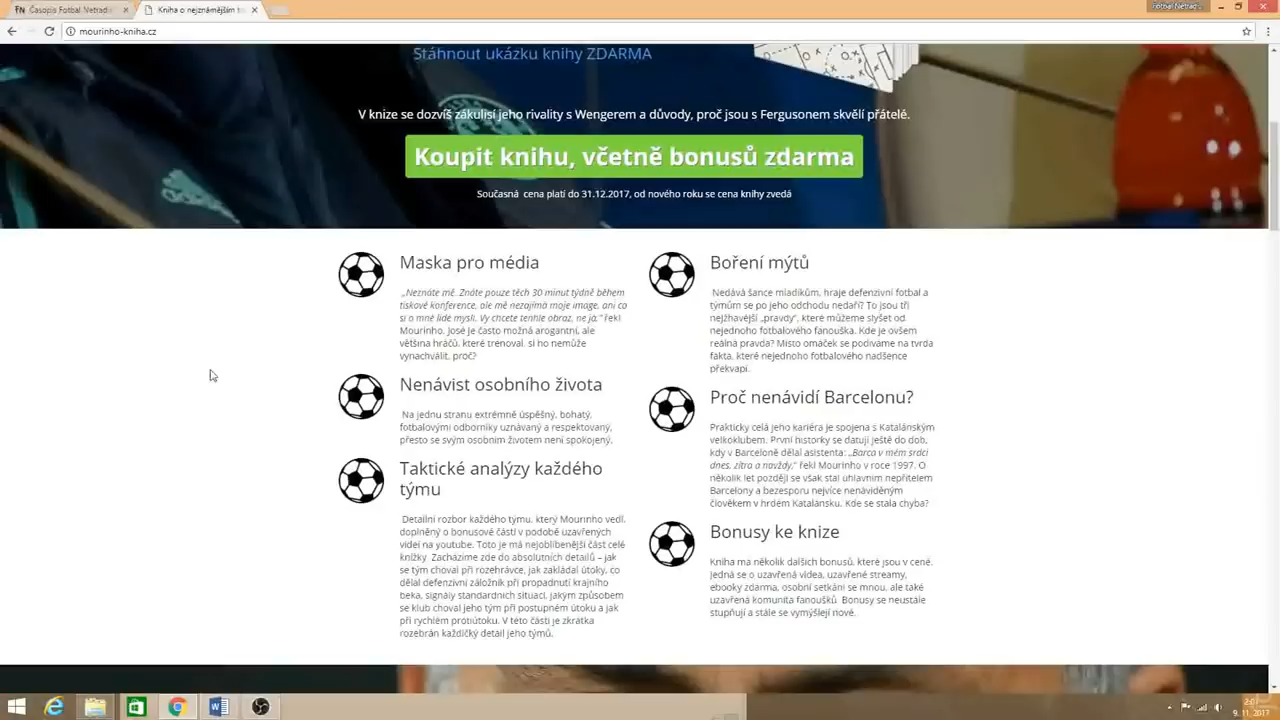 Časopis Fotbal Netradi
Kniha o nejznámějším tr
Fotbal Netrad
mourinho-kniha.cz
Stáhnout ukázku knihy ZDARMA
V knize se dozvíš zákulisí jeho rivality s Wengerem a důvody, proč jsou s Fergusonem skvělí přátelé.
Koupit knihu, včetně bonusů zdarma
Současná cena platí do 31.12.2017, od nového roku se cena knihy zvedá
Maska pro média
„Neznáte mě. Znáte pouze těch 30 minut týdně během
tiskové konference, ale mě nezajímá moje image, ani co
si o mně lidé myslí. Vy chcete tenhle obraz, ne já." řekl
Mourinho. José je často možná arogantní, ale
většina hráčů, které trénoval, si ho nemůže
vynachválit, proč?
Nenávist osobního života
Na jednu stranu extrémně úspěšný, bohatý,
fotbalovými odborníky uznávaný a respektovaný,
přesto se svým osobním životem není spokojený.
Taktické analýzy každého
týmu
Detailní rozbor každého týmu, který Mourinho vedl,
doplněný o bonusové části v podobě uzavřených
videí na youtube. Toto je má nejoblíbenější část celé
knížky. Zacházíme zde do absolutních detailů – jak
se tým choval při rozehrávce, jak zakládal útoky, co
dělal defenzivní záložník při propadnutí krajního
beka, signály standardních situací, jakým způsobem
se klub choval jeho tým při postupném útoku a jak
při rychlém protiútoku. V této části je zkrátka
rozebrán každičký detail jeho týmů.
Boření mýtů
Nedává šance mladíkům, hraje defenzivní fotbal a
týmům se po jeho odchodu nedaří? To jsou tři
nejžhavější „pravdy", které můžeme slyšet od
nejednoho fotbalového fanouška. Kde je ovšem
reálná pravda? Místo omáček se podíváme na tvrdá
fakta, které nejednoho fotbalového nadšence
překvapí.
Proč nenávidí Barcelonu?
Prakticky celá jeho kariéra je spojena s Katalánským
velkoklubem. První historky se datují ještě do dob,
kdy v Barceloně dělal asistenta: „Barca v mém srdci
dnes, zítra a navždy," řekl Mourinho v roce 1997. O
několik let později se však stal úhlavním nepřítelem
Barcelony a bezesporu nejvíce nenáviděným
člověkem v hrdém Katalánsku. Kde se stala chyba?
Bonusy ke knize
Kniha má několik dalších bonusů, které jsou v ceně.
Jedná se o uzavřená videa, uzavřené streamy,
ebooky zdarma, osobní setkání se mnou, ale také
uzavřená komunita fanoušků. Bonusy se neustále
stupňují a stále se vymýšlejí nové.
9. 11. 2017